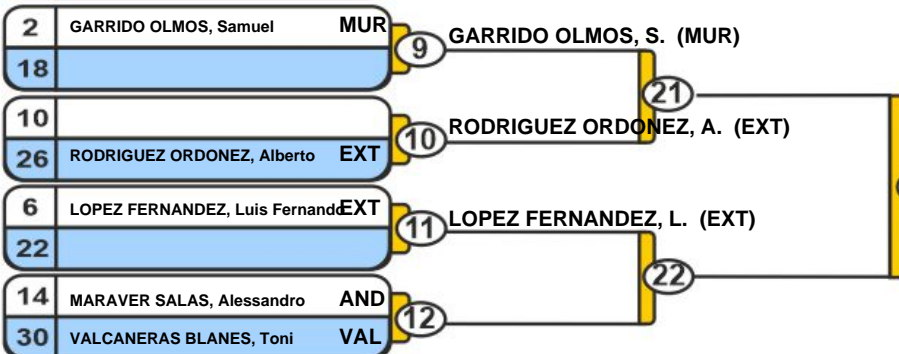 2 GARRIDO OLMOS, Samuel MUR
9 GARRIDO OLMOS, S. (MUR)
18
21
10
10 RODRIGUEZ ORDONEZ, A. (EXT)
26 RODRIGUEZ ORDONEZ, Alberto EXT
6 LOPEZ FERNANDEZ, Luis Fernando EXT
11 LOPEZ FERNANDEZ, L. (EXT)
22
22
14 MARAVER SALAS, Alessandro AND
12
30 VALCANERAS BLANES, Toni VAL